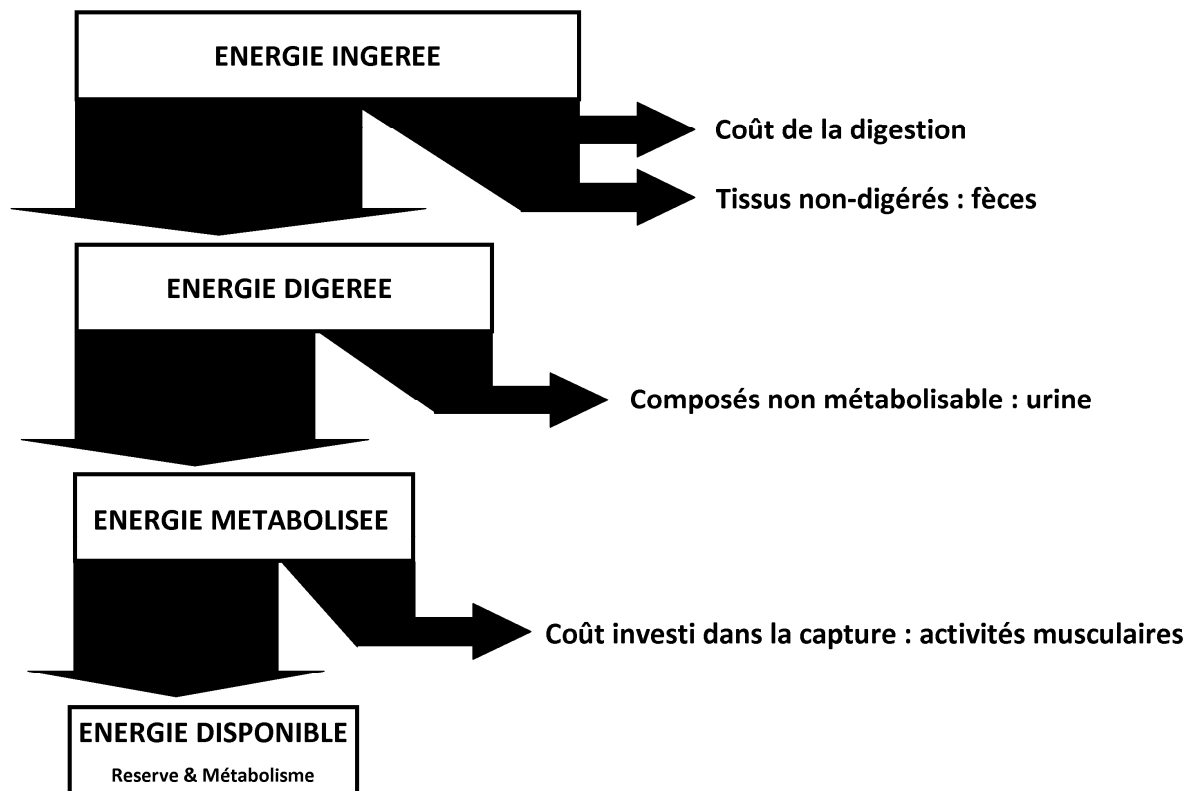 ENERGIE INGEREE
Coût de la digestion
Tissus non-digérés : fèces
ENERGIE DIGEREE
Composés non métabolisable : urine
ENERGIE METABOLISEE
Coût investi dans la capture : activités musculaires
ENERGIE DISPONIBLE
Reserve & Métabolisme